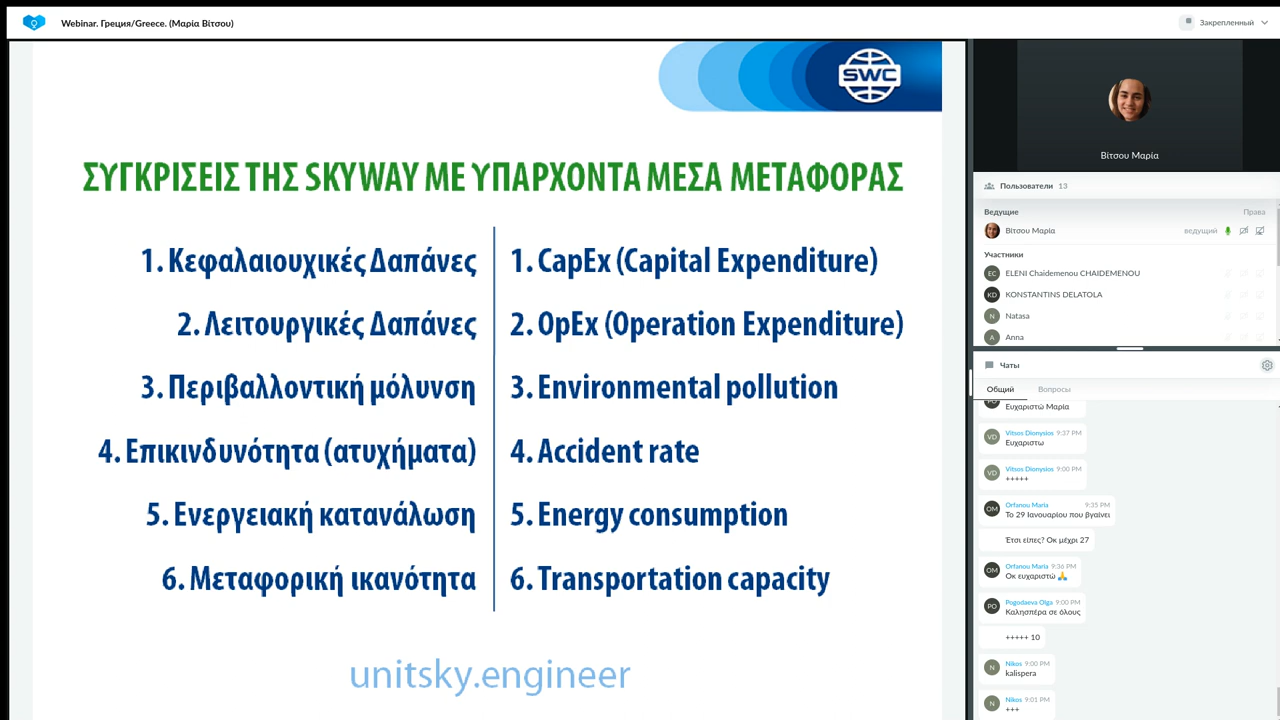 Webinar. Греция/Greece. (Μαρία Βίτσου)
Закрепленный
SWC
ΣΥΓΚΡΙΣΕΙΣ ΤΗΣ SKYWAY ΜΕ ΥΠΑΡΧΟΝΤΑ ΜΕΣΑ ΜΕΤΑΦΟΡΑΣ
1. Κεφαλαιουχικές Δαπάνες
2. Λειτουργικές Δαπάνες
3. Περιβαλλοντική μόλυνση
4. Επικινδυνότητα (ατυχήματα)
5. Ενεργειακή κατανάλωση
6. Μεταφορική ικανότητα
1. CapEx (Capital Expenditure)
2. OpEx (Operation Expenditure)
3. Environmental pollution
4. Accident rate
5. Energy consumption
6. Transportation capacity
unitsky.engineer
Βίτσου Μαρία
Пользователи 13
Ведущие Права
Βίτσου Μαρία ведущий
Участники
EC ELENI Chaidemenou CHAIDEMENOU
KD KONSTANTINS DELATOLA
N Natasa
A Anna
Чаты
Общий Вопросы
Ευχαριστώ Μαρία
VD Vitsos Dionysios 9:37 PM
Ευχαριστω
VD Vitsos Dionysios 9:00 PM
+++++
OM Orfanou Maria 9:35 PM
Το 29 Ιανουαρίου που βγαίνει
Έτσι είπες? Οκ μέχρι 27
OM Orfanou Maria 9:36 PM
Οκ ευχαριστώ 🙏
PO Pogodaeva Olga 9:00 PM
Καλησπέρα σε όλους
+++++ 10
N Nikos 9:00 PM
kalispera
N Nikos 9:01 PM
+++